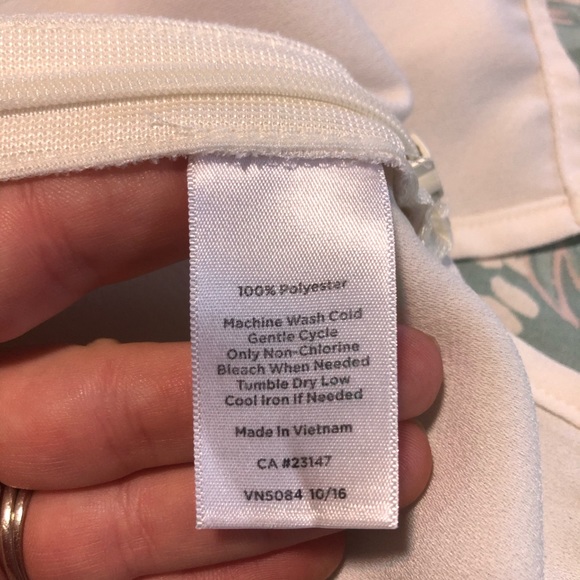 100% Polyester
Machine Wash Cold
Gentle Cycle
Only Non-Chlorine
Bleach When Needed
Tumble Dry Low
Cool Iron If Needed
Made In Vietnam
CA #23147
VN5084 10/16